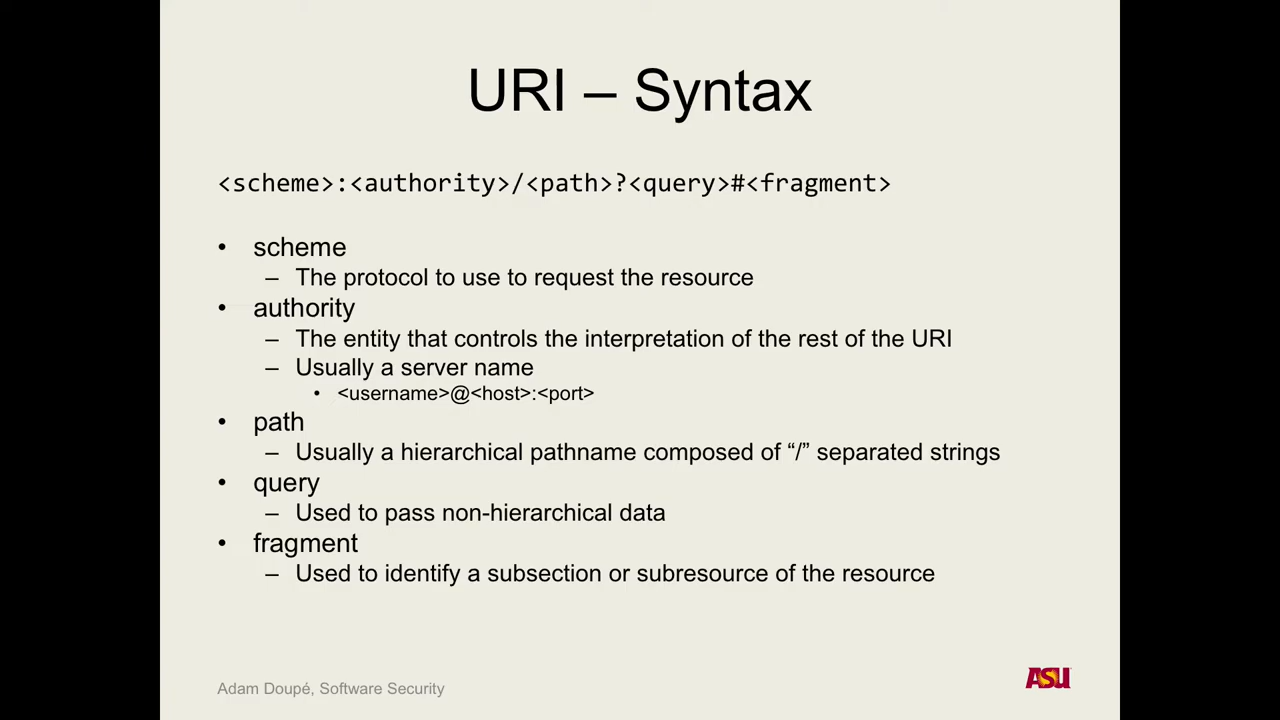 URI – Syntax
<scheme>:<authority>/<path>?<query>#<fragment>
• scheme
– The protocol to use to request the resource
• authority
– The entity that controls the interpretation of the rest of the URI
– Usually a server name
• <username>@<host>:<port>
• path
– Usually a hierarchical pathname composed of “/” separated strings
• query
– Used to pass non-hierarchical data
• fragment
– Used to identify a subsection or subresource of the resource
Adam Doupé, Software Security
ASU